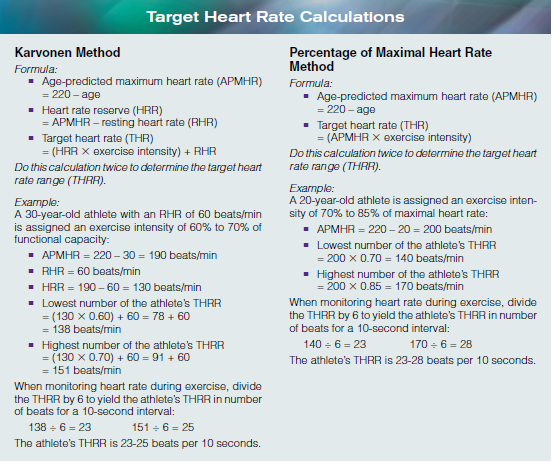 Target Heart Rate Calculations
Karvonen Method
Formula:
▪ Age-predicted maximum heart rate (APMHR)
= 220 – age
▪ Heart rate reserve (HRR)
= APMHR – resting heart rate (RHR)
▪ Target heart rate (THR)
= (HRR × exercise intensity) + RHR
Do this calculation twice to determine the target heart
rate range (THRR).
Example:
A 30-year-old athlete with an RHR of 60 beats/min
is assigned an exercise intensity of 60% to 70% of
functional capacity:
▪ APMHR = 220 – 30 = 190 beats/min
▪ RHR = 60 beats/min
▪ HRR = 190 – 60 = 130 beats/min
▪ Lowest number of the athlete's THRR
= (130 × 0.60) + 60 = 78 + 60
= 138 beats/min
▪ Highest number of the athlete's THRR
= (130 × 0.70) + 60 = 91 + 60
= 151 beats/min
When monitoring heart rate during exercise, divide
the THRR by 6 to yield the athlete's THRR in number
of beats for a 10-second interval:
138 ÷ 6 = 23 151 ÷ 6 = 25
The athlete's THRR is 23-25 beats per 10 seconds.
Percentage of Maximal Heart Rate
Method
Formula:
▪ Age-predicted maximum heart rate (APMHR)
= 220 – age
▪ Target heart rate (THR)
= (APMHR × exercise intensity)
Do this calculation twice to determine the target heart
rate range (THRR).
Example:
A 20-year-old athlete is assigned an exercise inten-
sity of 70% to 85% of maximal heart rate:
▪ APMHR = 220 – 20 = 200 beats/min
▪ Lowest number of the athlete's THRR
= 200 × 0.70 = 140 beats/min
▪ Highest number of the athlete's THRR
= 200 × 0.85 = 170 beats/min
When monitoring heart rate during exercise, divide
the THRR by 6 to yield the athlete's THRR in number
of beats for a 10-second interval:
140 ÷ 6 = 23 170 ÷ 6 = 28
The athlete's THRR is 23-28 beats per 10 seconds.